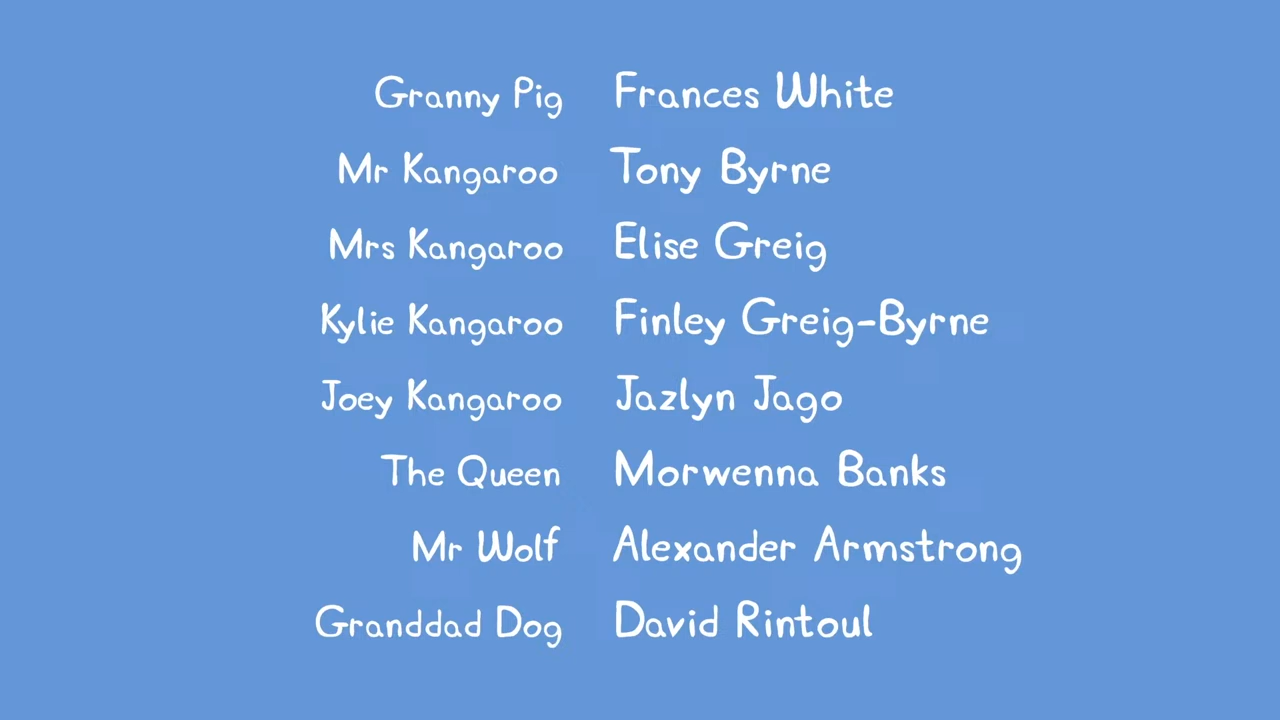 Granny Pig Frances White
Mr Kangaroo Tony Byrne
Mrs Kangaroo Elise Greig
Kylie Kangaroo Finley Greig-Byrne
Joey Kangaroo Jazlyn Jago
The Queen Morwenna Banks
Mr Wolf Alexander Armstrong
Granddad Dog David Rintoul